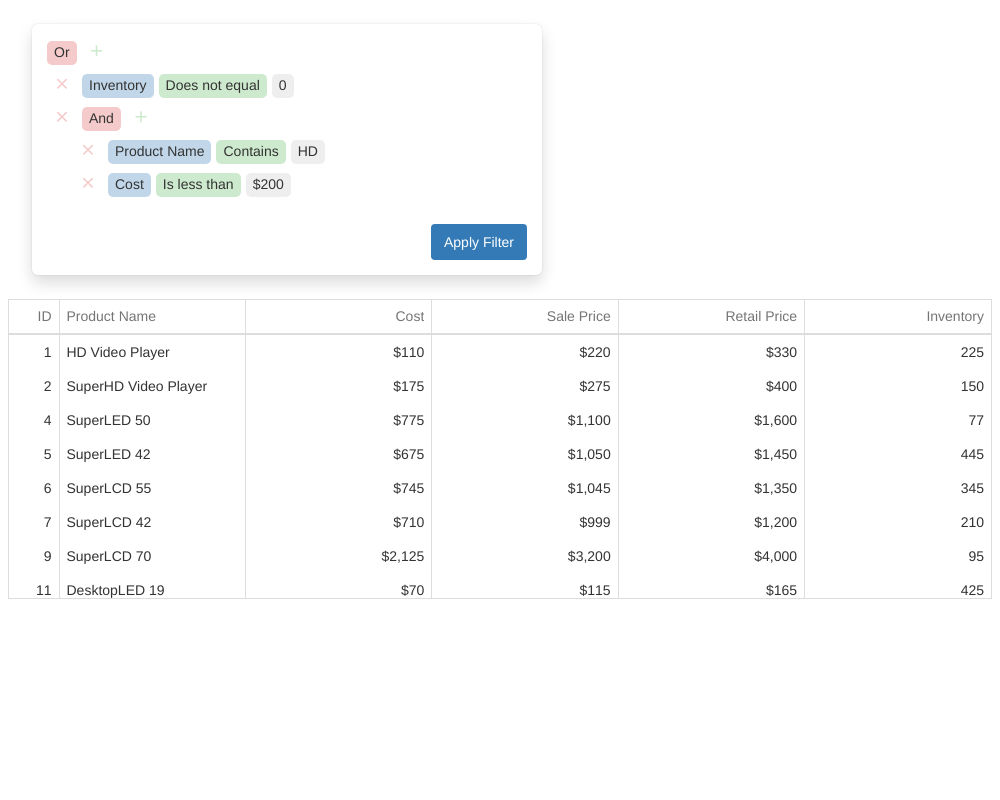 Or +
× Inventory Does not equal 0
× And +
× Product Name Contains HD
× Cost Is less than $200
Apply Filter
ID Product Name Cost Sale Price Retail Price Inventory
1 HD Video Player $110 $220 $330 225
2 SuperHD Video Player $175 $275 $400 150
4 SuperLED 50 $775 $1,100 $1,600 77
5 SuperLED 42 $675 $1,050 $1,450 445
6 SuperLCD 55 $745 $1,045 $1,350 345
7 SuperLCD 42 $710 $999 $1,200 210
9 SuperLCD 70 $2,125 $3,200 $4,000 95
11 DesktopLED 19 $70 $115 $165 425